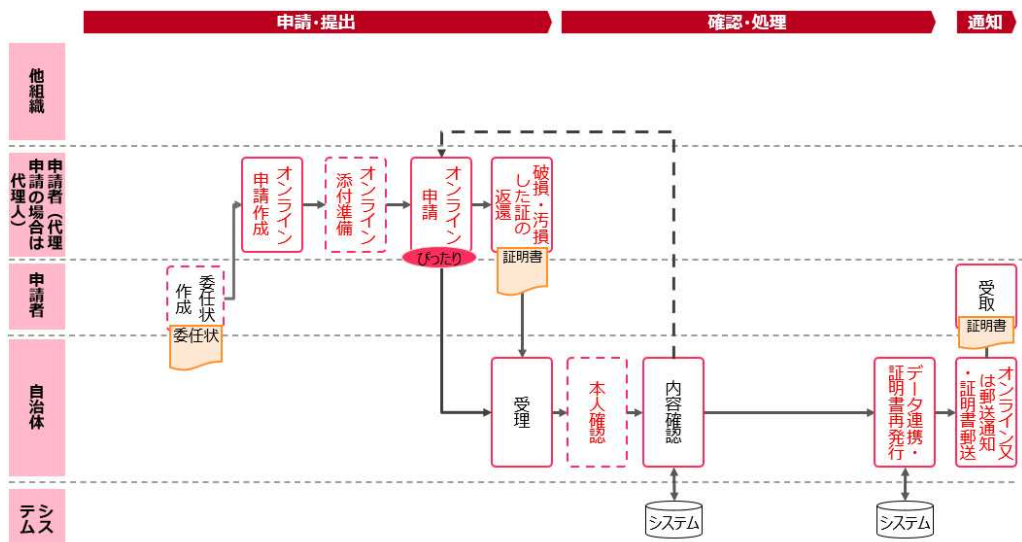 申請・提出
確認・処理
通知
他組織
申請者（代理
申請の場合は
代理人）
オンライン
申請作成
オンライン
添付準備
オンライン
申請
ぴったり
破損・汚損
した証の
返還
証明書
申請者
委任状
作成
委任状
受取
証明書
自治体
受理
本人確認
内容確認
データ連携・
証明書再発行
オンライン又
は郵送通知
・証明書郵送
シス
テム
システム
システム